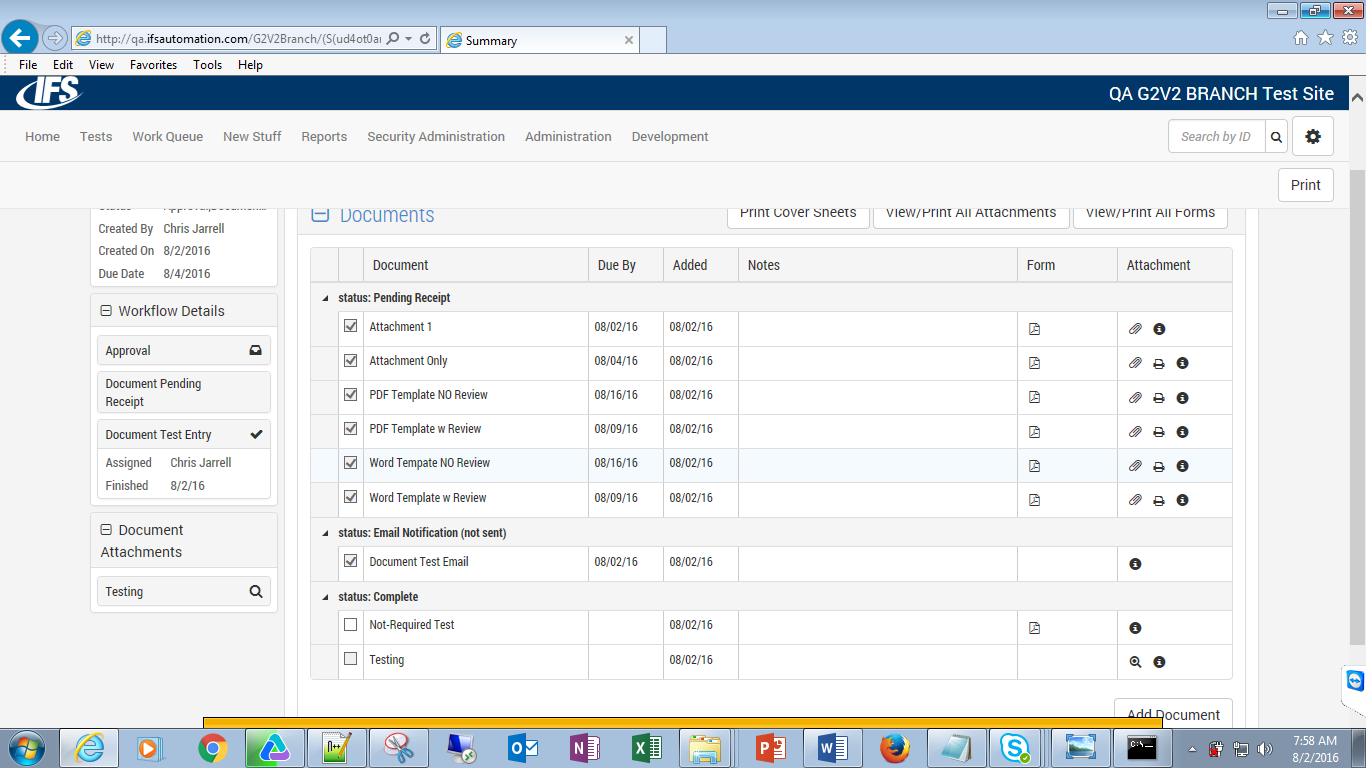 http://qa.ifsautomation.com/G2V2Branch/(S(ud4ot0ar
Summary
File Edit View Favorites Tools Help
IFS
QA G2V2 BRANCH Test Site
Home Tests Work Queue New Stuff Reports Security Administration Administration Development
Search by ID
Print
Status Approval,Documen...
Created By Chris Jarrell
Created On 8/2/2016
Due Date 8/4/2016
Workflow Details
Approval
Document Pending
Receipt
Document Test Entry
Assigned Chris Jarrell
Finished 8/2/16
Document
Attachments
Testing
Documents
Print Cover Sheets View/Print All Attachments View/Print All Forms
Document Due By Added Notes Form Attachment
status: Pending Receipt
Attachment 1 08/02/16 08/02/16
Attachment Only 08/04/16 08/02/16
PDF Template NO Review 08/16/16 08/02/16
PDF Template w Review 08/09/16 08/02/16
Word Tempate NO Review 08/16/16 08/02/16
Word Template w Review 08/09/16 08/02/16
status: Email Notification (not sent)
Document Test Email 08/02/16 08/02/16
status: Complete
Not-Required Test 08/02/16
Testing 08/02/16
Add Document
7:58 AM
8/2/2016